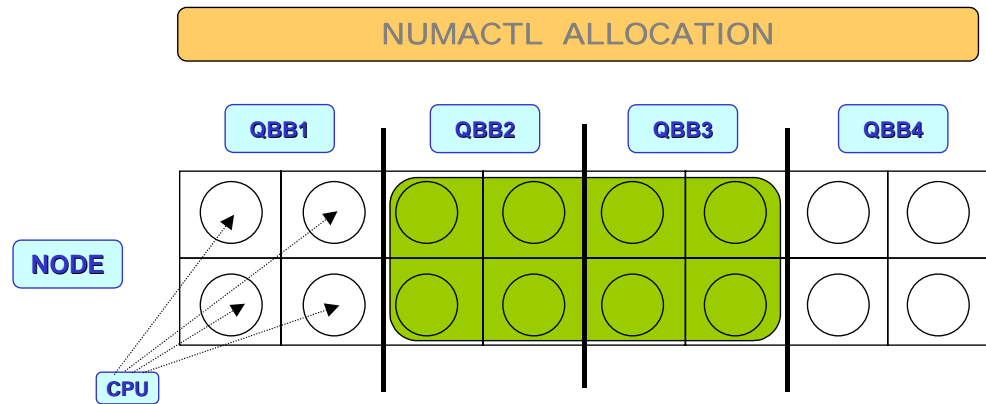 NUMACTL ALLOCATION
QBB1
QBB2
QBB3
QBB4
NODE
CPU